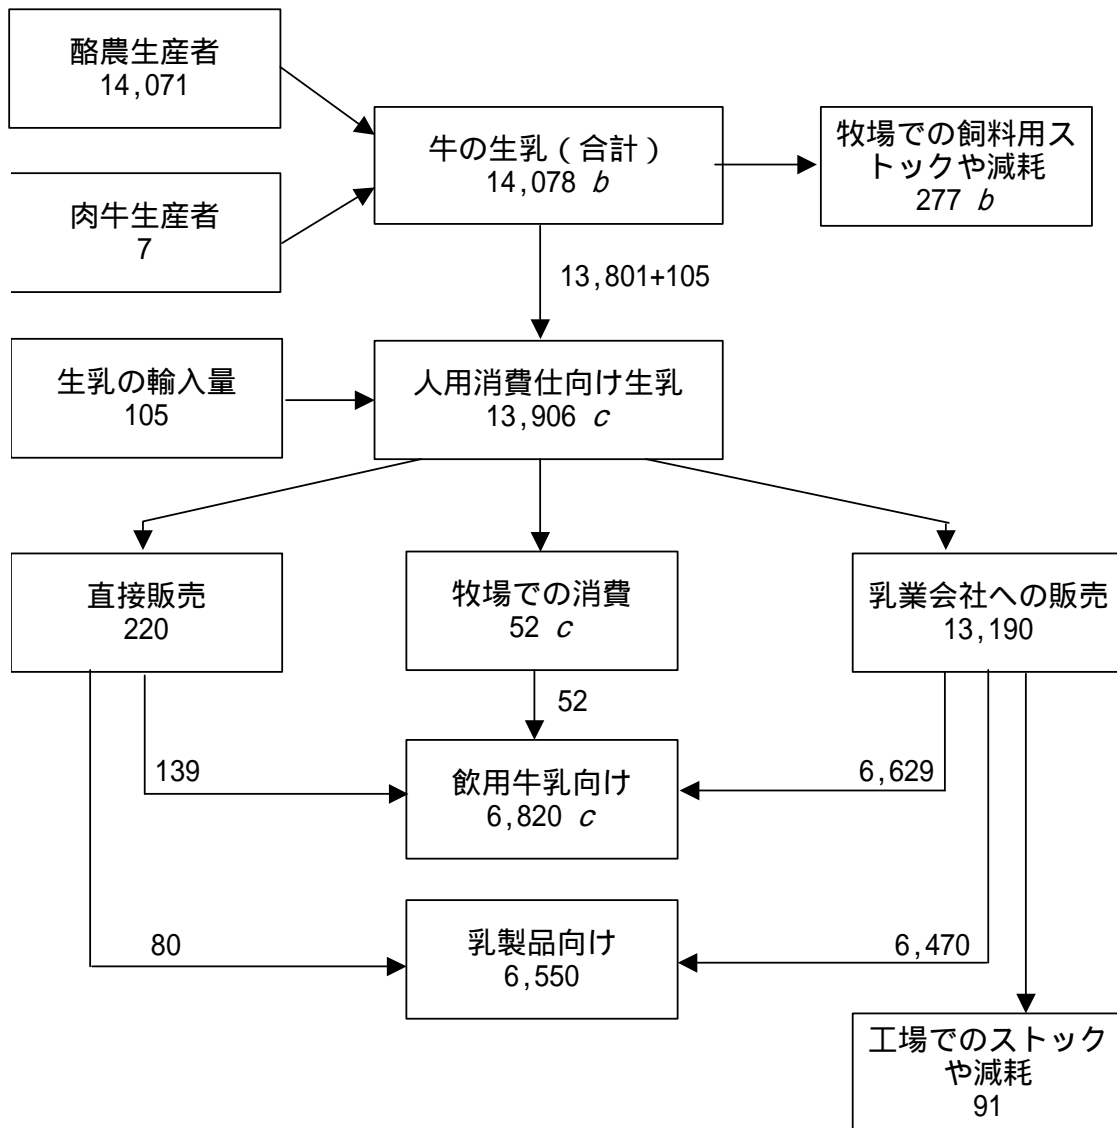 酪農生産者
14,071
牛の生乳（合計）
14,078 b
牧場での飼料用ス
トックや減耗
277 b
肉牛生産者
7
13,801+105
生乳の輸入量
105
人用消費仕向け生乳
13,906 c
直接販売
220
牧場での消費
52 c
乳業会社への販売
13,190
52
139
飲用牛乳向け
6,820 c
6,629
80
乳製品向け
6,550
6,470
工場でのストック
や減耗
91